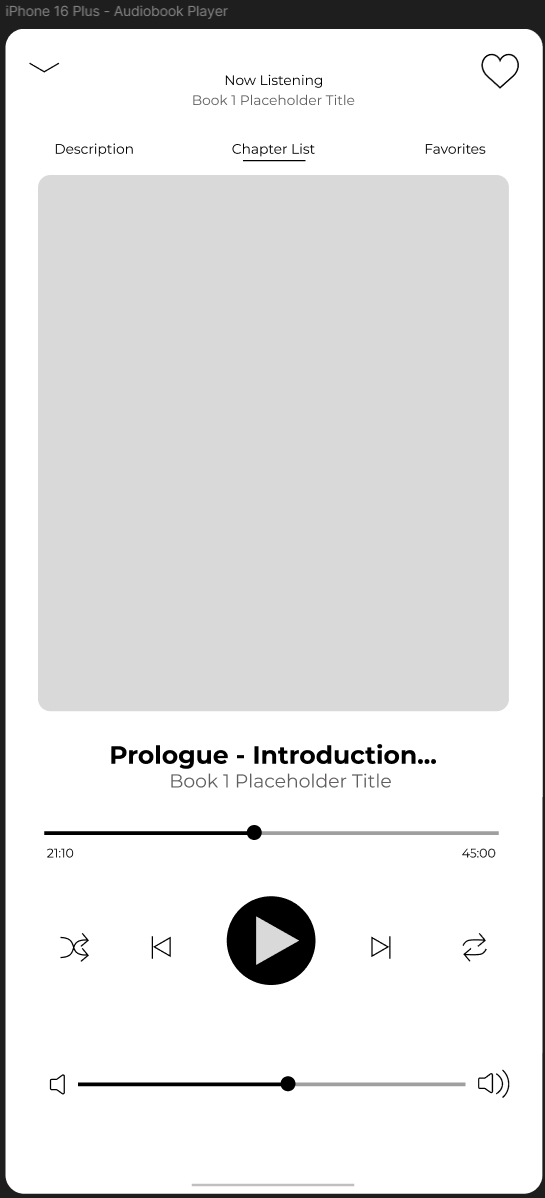 iPhone 16 Plus - Audiobook Player
Now Listening
Book 1 Placeholder Title
Description
Chapter List
Favorites
Prologue - Introduction...
Book 1 Placeholder Title
21:10
45:00